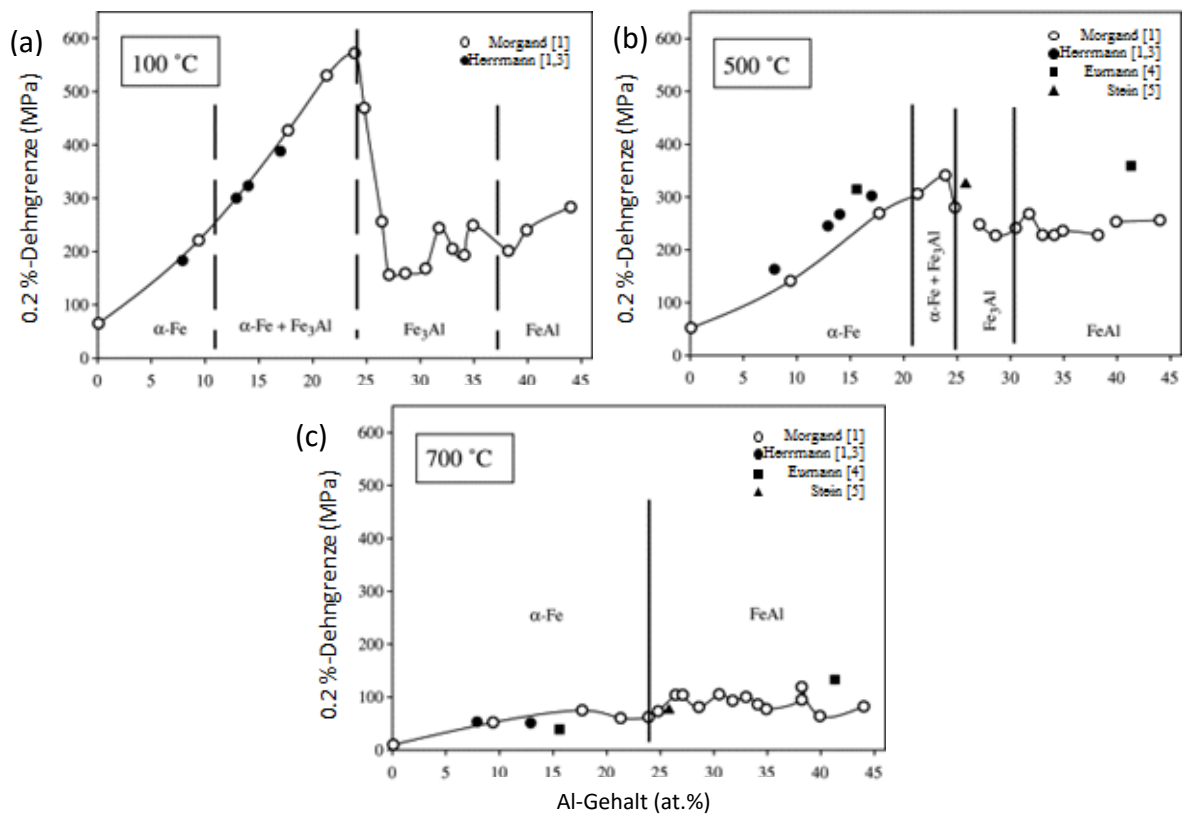 (a)
0.2 %-Dehngrenze (MPa)
600
500
400
300
200
100
0
100 °C
Morgand [1]
Herrmann [1,3]
α-Fe
α-Fe + Fe₃Al
Fe₃Al
FeAl
0 5 10 15 20 25 30 35 40 45
(b)
0.2 %-Dehngrenze (MPa)
600
500
400
300
200
100
0
500 °C
Morgand [1]
Herrmann [1,3]
Eumann [4]
Stein [5]
α-Fe
α-Fe + Fe₃Al
Fe₃Al
FeAl
0 5 10 15 20 25 30 35 40 45
(c)
0.2 %-Dehngrenze (MPa)
600
500
400
300
200
100
0
700 °C
Morgand [1]
Herrmann [1,3]
Eumann [4]
Stein [5]
α-Fe
FeAl
0 5 10 15 20 25 30 35 40 45
Al-Gehalt (at.%)